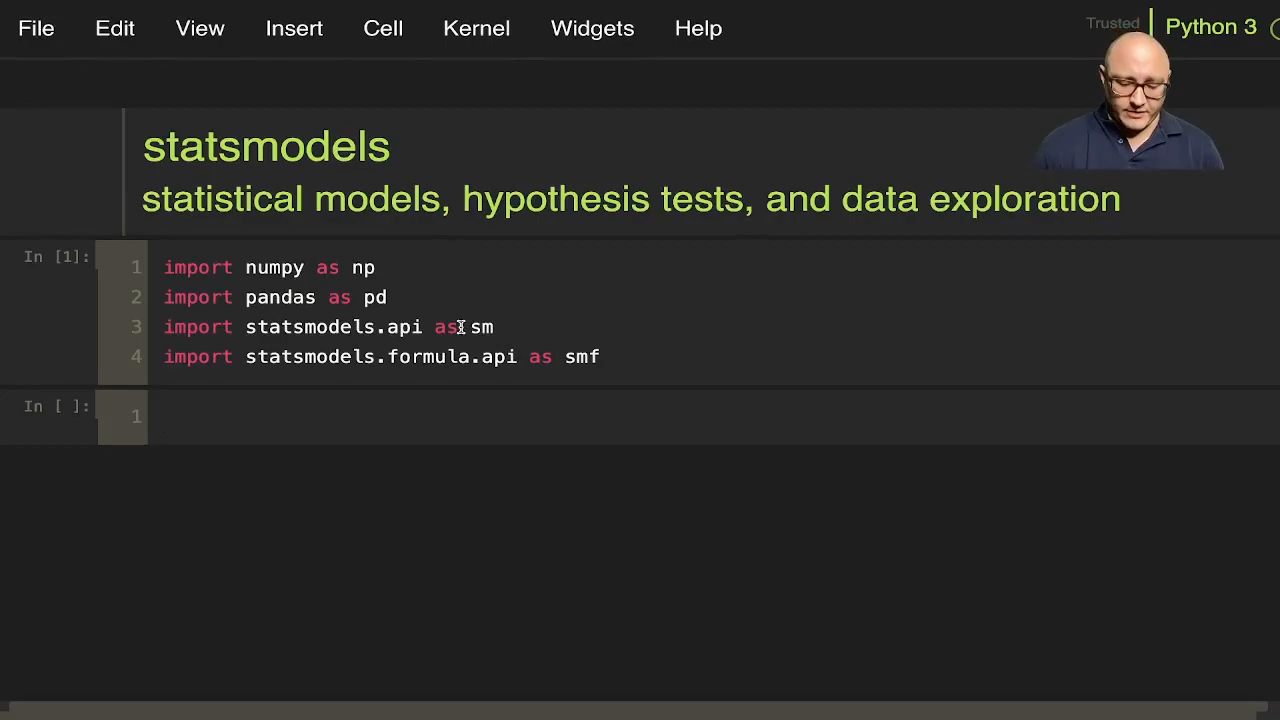 File Edit View Insert Cell Kernel Widgets Help Trusted Python 3
statsmodels
statistical models, hypothesis tests, and data exploration
In [1]:
1 import numpy as np
2 import pandas as pd
3 import statsmodels.api as sm
4 import statsmodels.formula.api as smf
In [ ]:
1